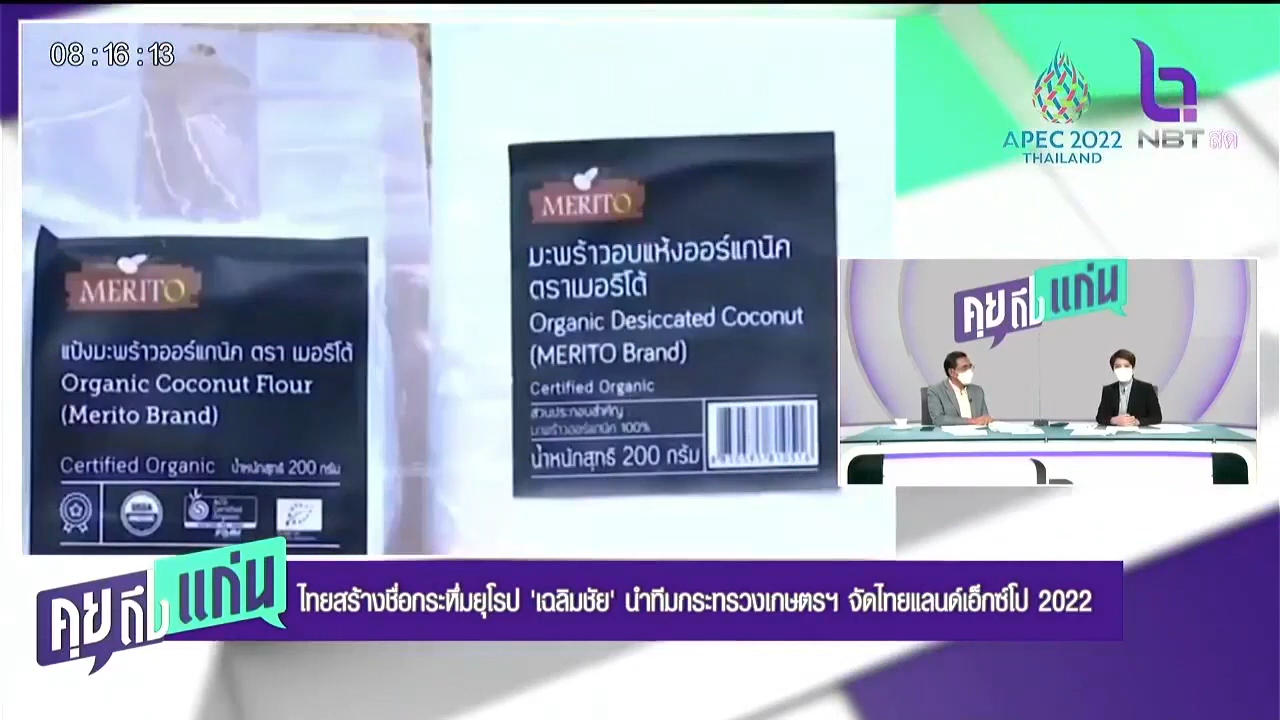 08:16:13
APEC 2022
THAILAND
NBT สด
MERITO
แป้งมะพร้าวออร์แกนิค ตรา เมอริโต้
Organic Coconut Flour
(Merito Brand)
Certified Organic น้ำหนักสุทธิ 200 กรัม
MERITO
มะพร้าวอบแห้งออร์แกนิค
ตราเมอริโต้
Organic Desiccated Coconut
(MERITO Brand)
Certified Organic
ส่วนประกอบสำคัญ
มะพร้าวออร์แกนิค 100%
น้ำหนักสุทธิ 200 กรัม
คุยถึงแก่น
คุยถึงแก่น
ไทยสร้างชื่อกระหึ่มยุโรป 'เฉลิมชัย' นำทีมกระทรวงเกษตรฯ จัดไทยแลนด์เอ็กซ์โป 2022